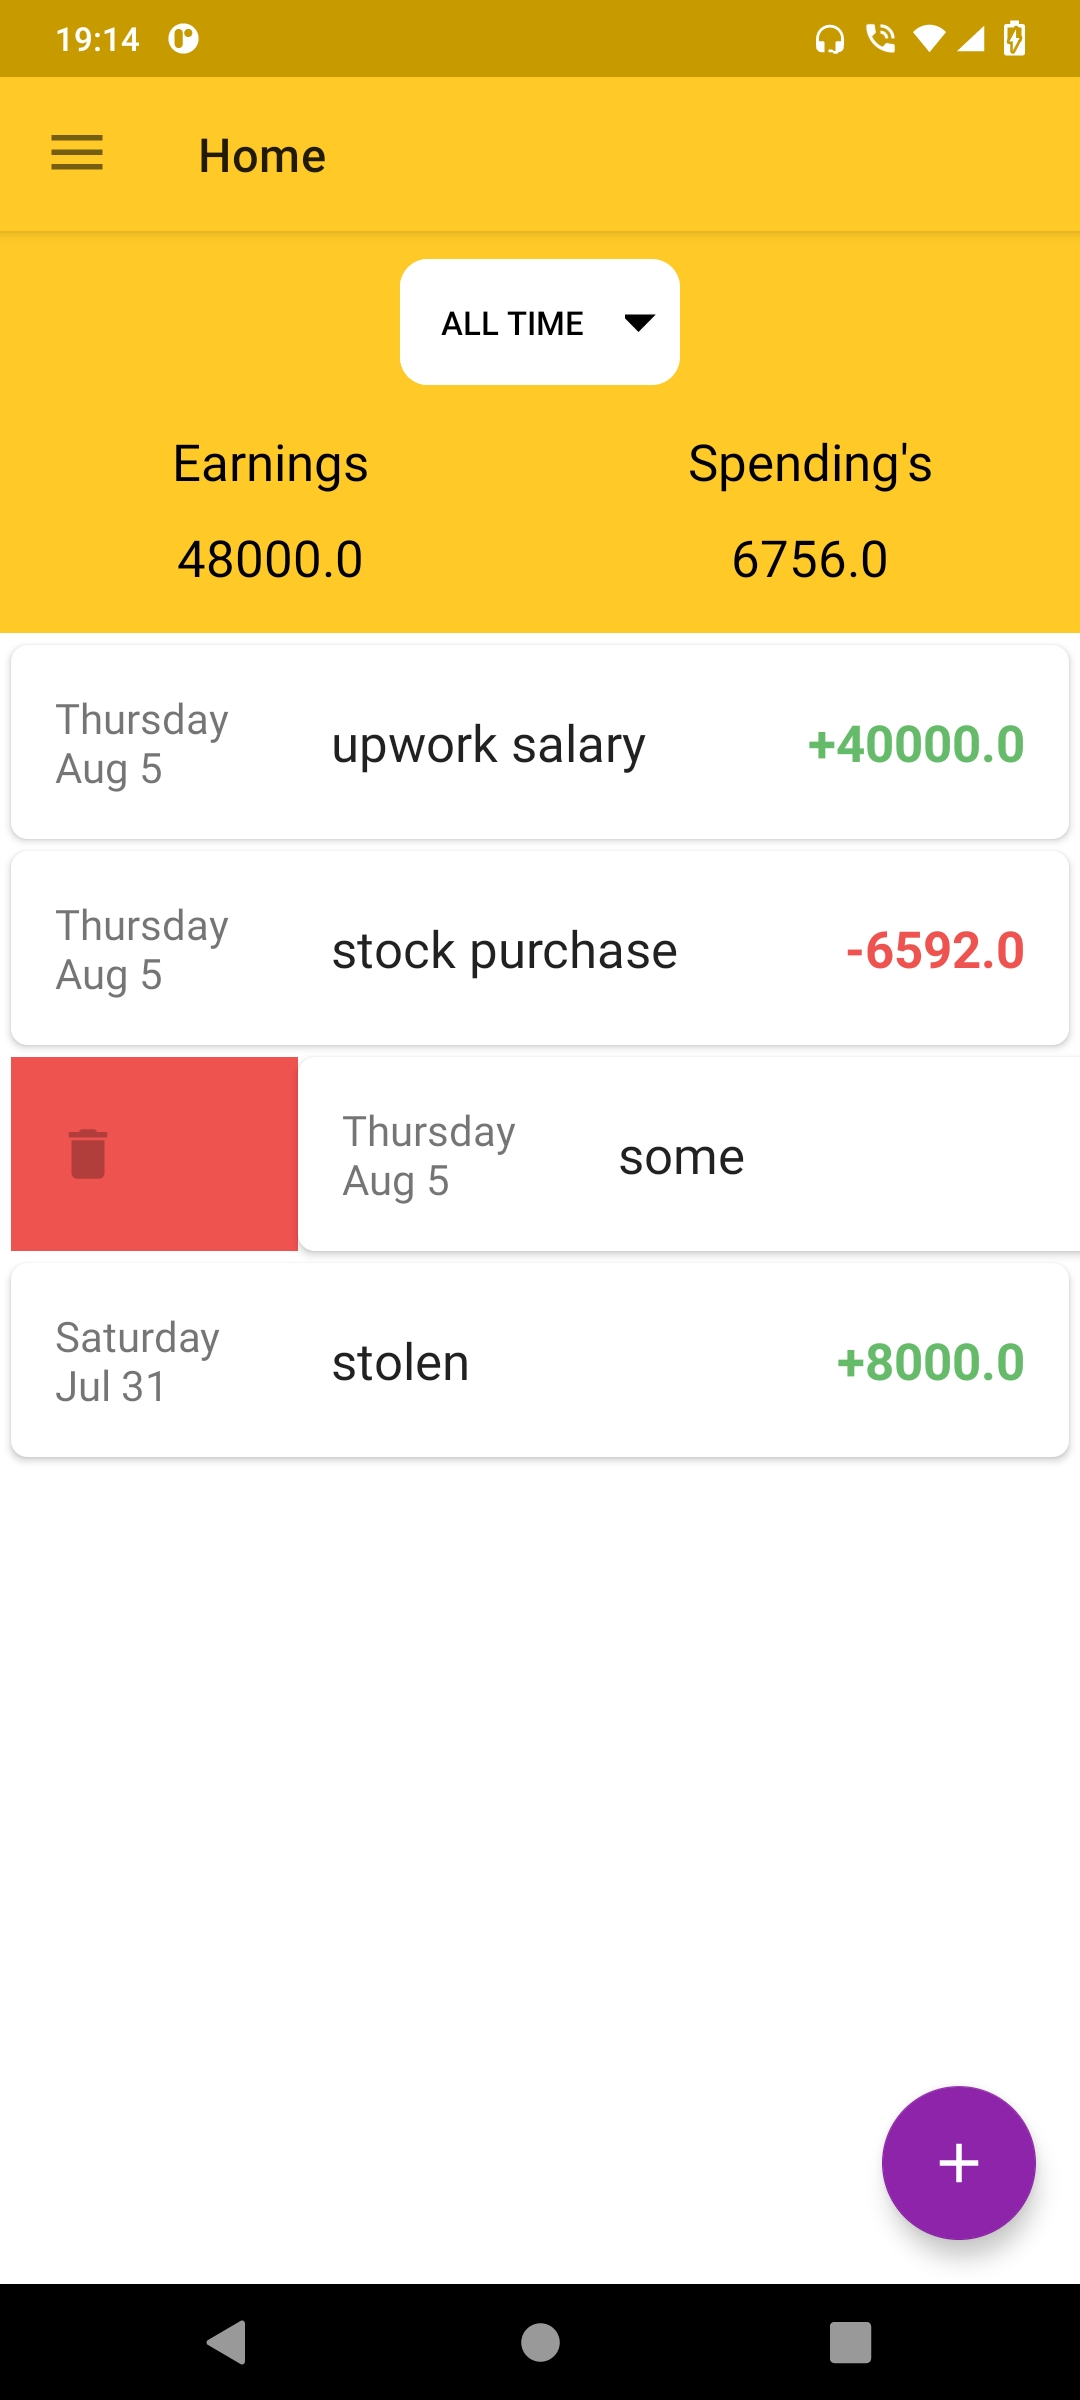 19:14
Home
ALL TIME
Earnings
Spending's
48000.0
6756.0
Thursday
Aug 5
upwork salary
+40000.0
Thursday
Aug 5
stock purchase
-6592.0
Thursday
Aug 5
some
Saturday
Jul 31
stolen
+8000.0